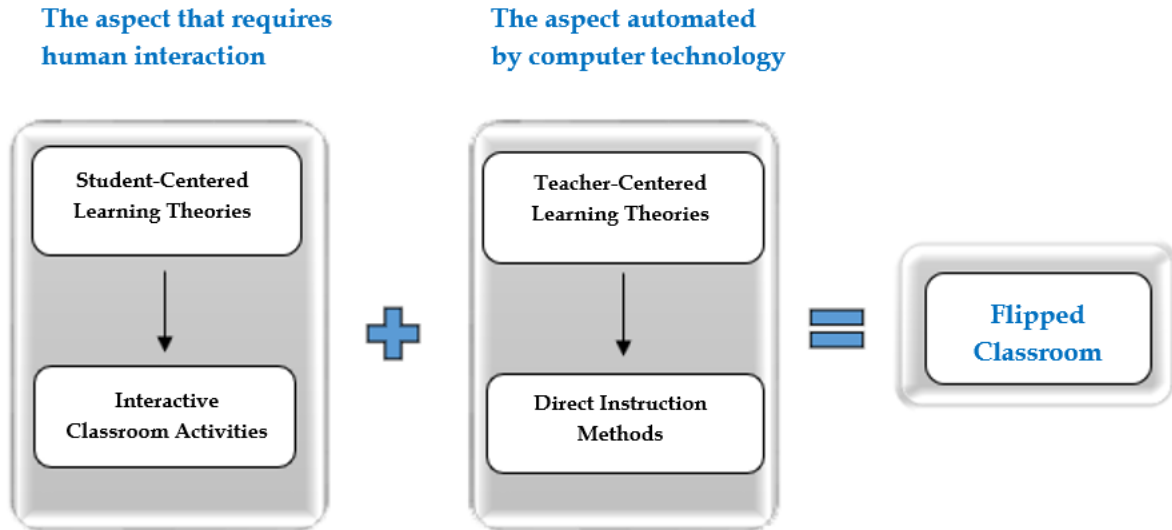 The aspect that requires
human interaction
The aspect automated
by computer technology
Student-Centered
Learning Theories
Interactive
Classroom Activities
Teacher-Centered
Learning Theories
Direct Instruction
Methods
Flipped
Classroom